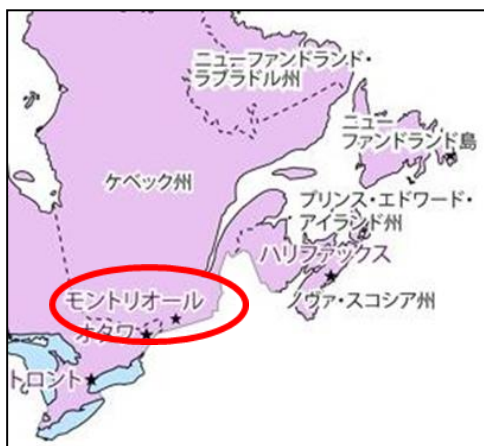 ニューファンドランド・
ラブラドル州
ニュー
ファンドランド島
ケベック州
プリンス・エドワード・
アイランド州
ハリファックス
ノヴァ・スコシア州
モントリオール
オタワ
トロント